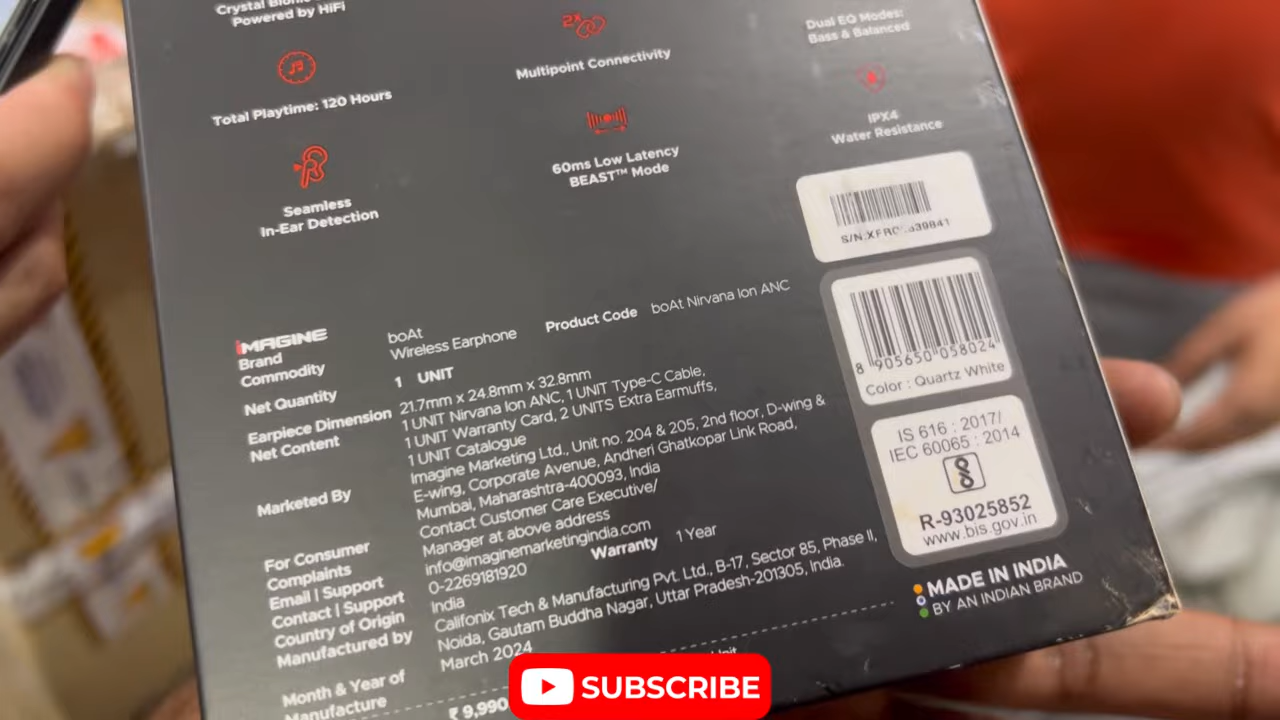 Crystal Bionic
Powered by HiFi
2x
Dual EQ Modes:
Bass & Balanced
Total Playtime: 120 Hours
Multipoint Connectivity
IPX4
Water Resistance
Seamless
In-Ear Detection
60ms Low Latency
BEAST™ Mode
S/N:XFR 39841
iMAGINE
Brand boAt
Commodity Wireless Earphone
Product Code boAt Nirvana Ion ANC
Net Quantity 1 UNIT
Earpiece Dimension 21.7mm x 24.8mm x 32.8mm
Net Content 1 UNIT Nirvana Ion ANC, 1 UNIT Type-C Cable,
1 UNIT Warranty Card, 2 UNITS Extra Earmuffs,
1 UNIT Catalogue
Marketed By Imagine Marketing Ltd., Unit no. 204 & 205, 2nd floor, D-wing &
E-wing, Corporate Avenue, Andheri Ghatkopar Link Road,
Mumbai, Maharashtra-400093, India
For Consumer Contact Customer Care Executive/
Complaints Manager at above address
Email | Support info@imaginemarketingindia.com
Contact | Support 0-2269181920
Warranty 1 Year
Country of Origin India
Manufactured by Califonix Tech & Manufacturing Pvt. Ltd., B-17, Sector 85, Phase II,
Noida, Gautam Buddha Nagar, Uttar Pradesh-201305, India.
Month & Year of March 2024
Manufacture
₹ 9,990
8 905650 058024
Color : Quartz White
IS 616 : 2017/
IEC 60065 : 2014
R-93025852
www.bis.gov.in
MADE IN INDIA
BY AN INDIAN BRAND
SUBSCRIBE